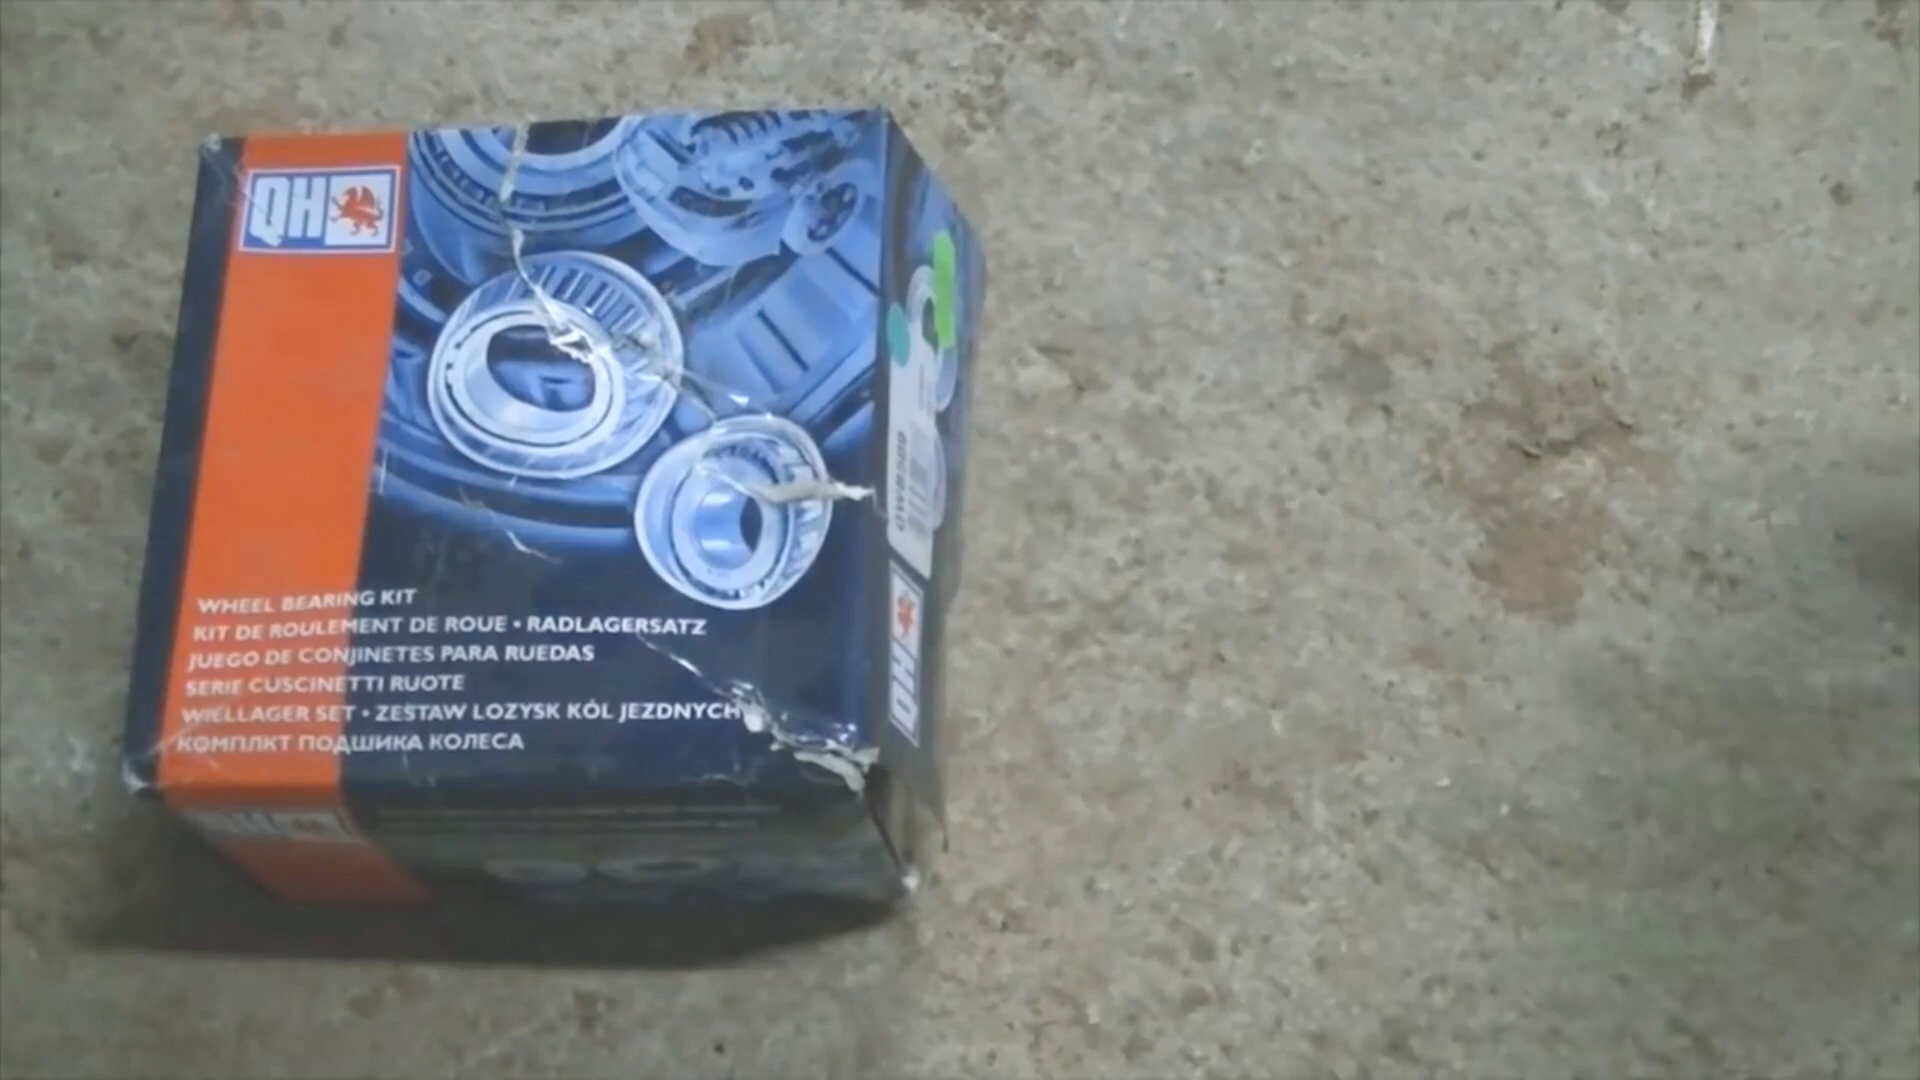 QH
WHEEL BEARING KIT
KIT DE ROULEMENT DE ROUE • RADLAGERSATZ
JUEGO DE CONJINETES PARA RUEDAS
SERIE CUSCINETTI RUOTE
WIELLAGER SET • ZESTAW LOZYSK KÓL JEZDNYCH
КОМПЛКТ ПОДШИКА КОЛЕСА
QH